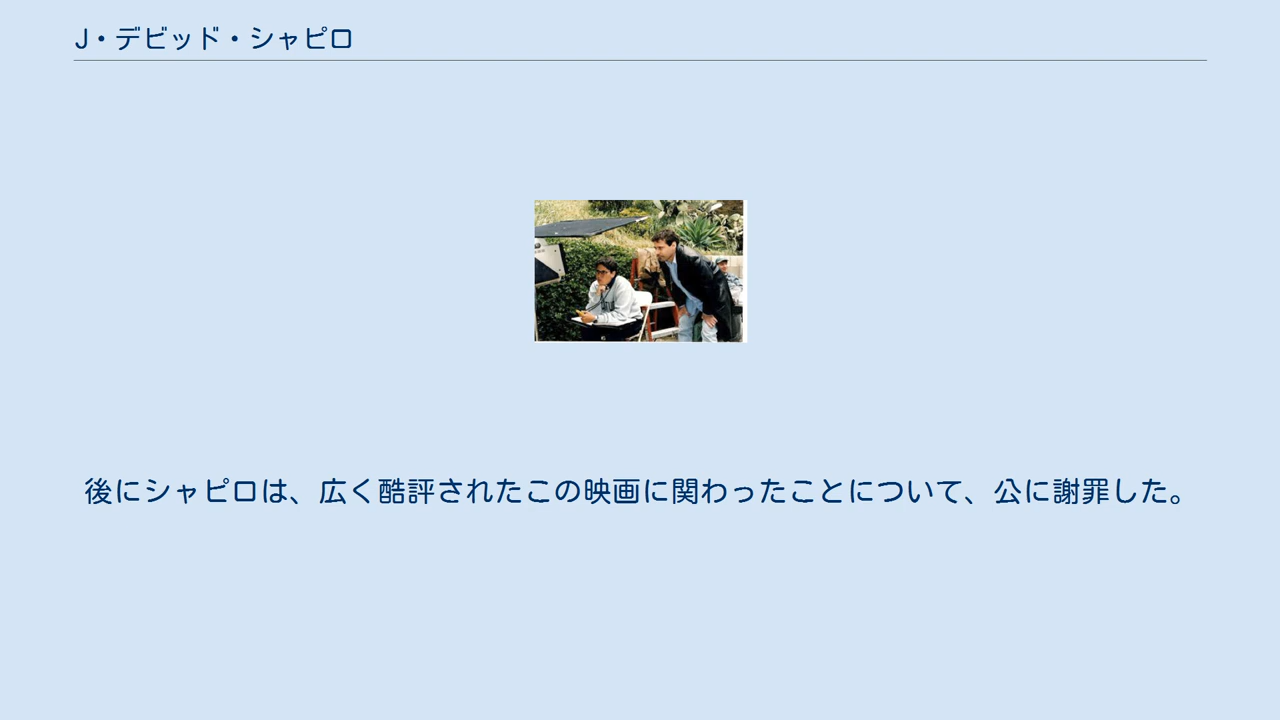 J・デビッド・シャピロ
後にシャピロは、広く酷評されたこの映画に関わったことについて、公に謝罪した。